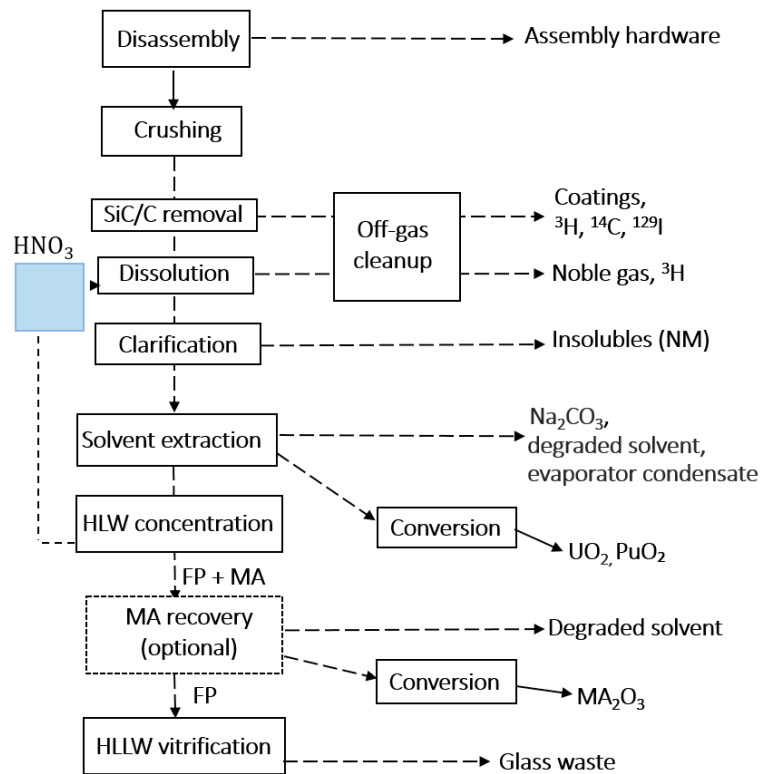 Disassembly
Assembly hardware
Crushing
SiC/C removal
Off-gas
cleanup
Coatings,
³H, ¹⁴C, ¹²⁹I
HNO₃
Dissolution
Noble gas, ³H
Clarification
Insolubles (NM)
Solvent extraction
Na₂CO₃,
degraded solvent,
evaporator condensate
HLW concentration
Conversion
UO₂, PuO₂
FP + MA
MA recovery
(optional)
Degraded solvent
Conversion
MA₂O₃
FP
HLLW vitrification
Glass waste